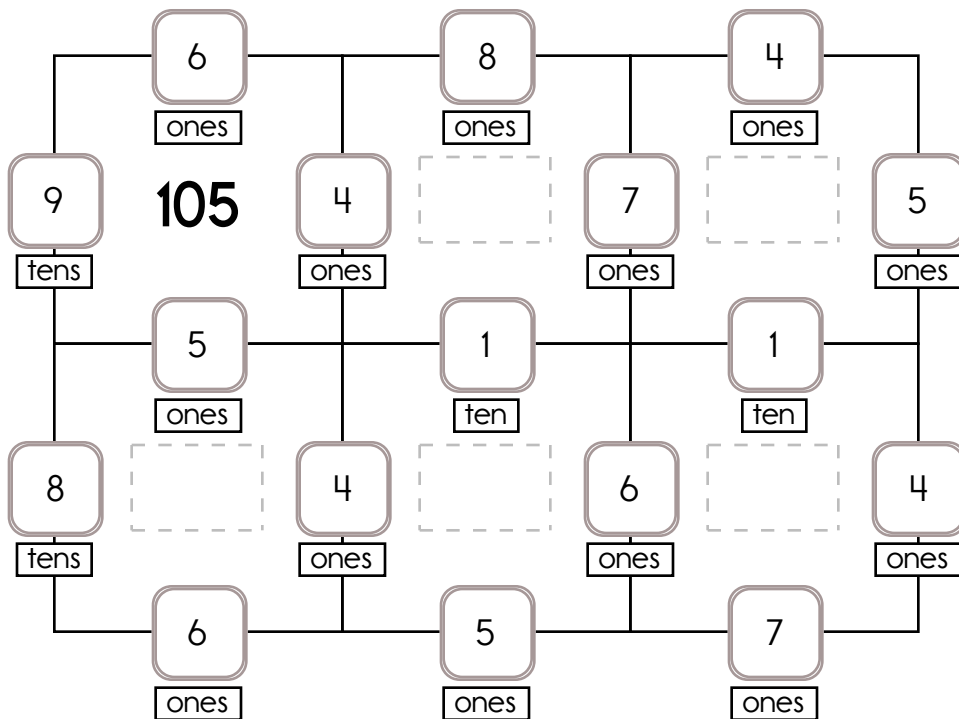 6 8 4
ones ones ones
9 105 4 7 5
tens ones ones ones
5 1 1
ones ten ten
8 4 6 4
tens ones ones ones
6 5 7
ones ones ones